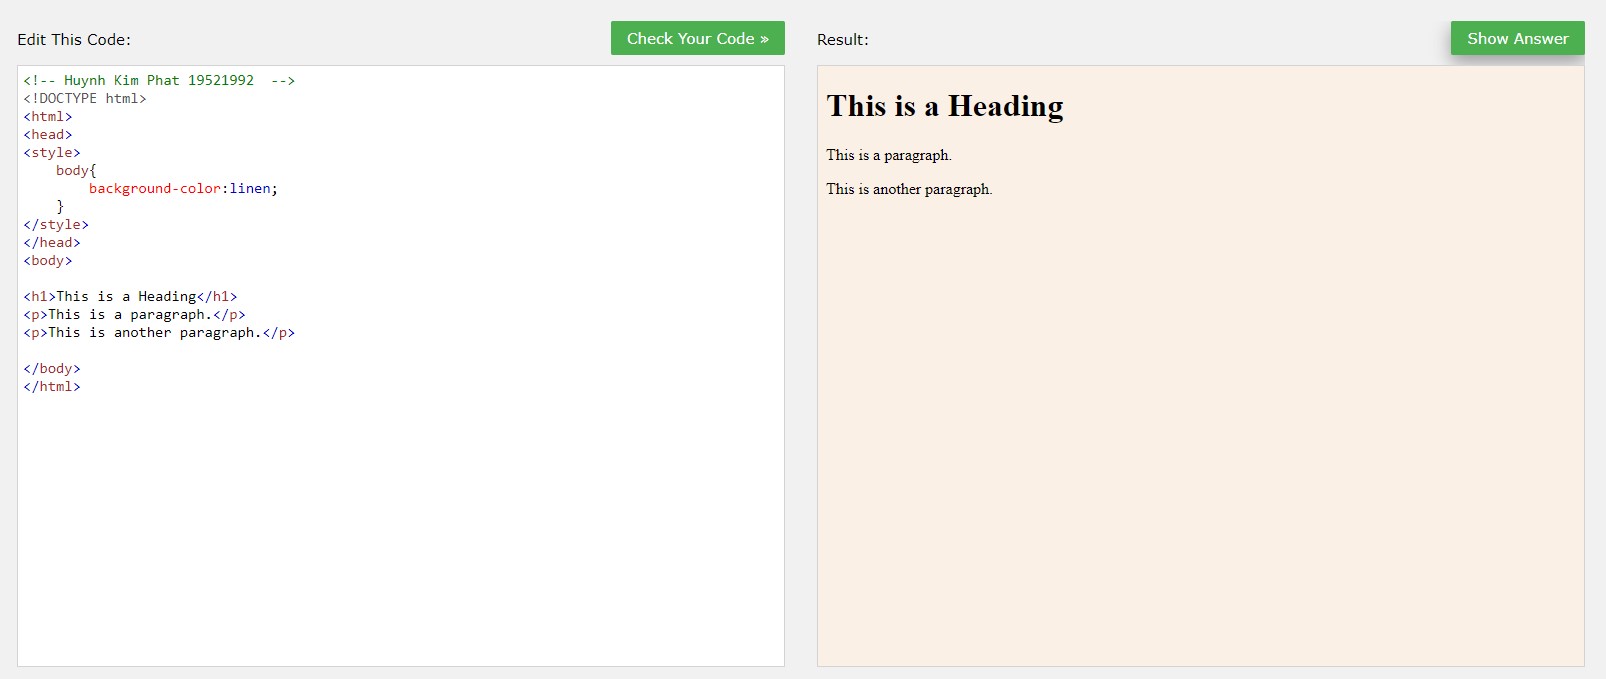 Edit This Code:
Check Your Code »
<!-- Huynh Kim Phat 19521992  -->
<!DOCTYPE html>
<html>
<head>
<style>
    body{
        background-color:linen;
    }
</style>
</head>
<body>

<h1>This is a Heading</h1>
<p>This is a paragraph.</p>
<p>This is another paragraph.</p>

</body>
</html>
Result:
Show Answer
This is a Heading
This is a paragraph.
This is another paragraph.